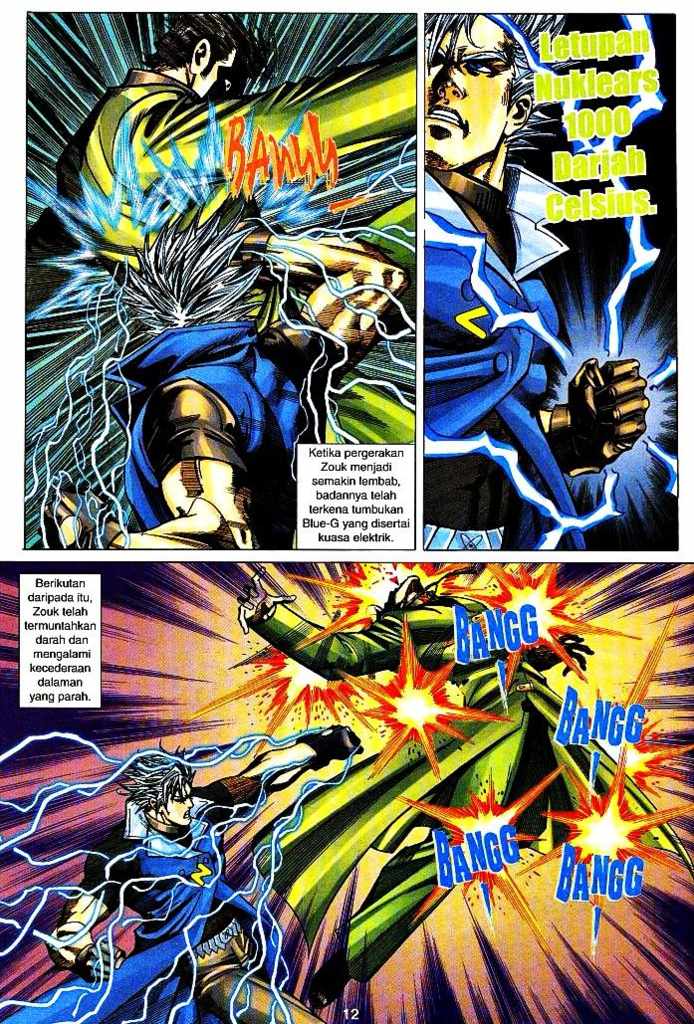 BANGG
Ketika pergerakan
Zouk menjadi
semakin lembab,
badannya telah
terkena tumbukan
Blue-G yang disertai
kuasa elektrik.
Letupan
Nuklears
1000
Darjah
Celsius.
Z
Berikutan
daripada itu,
Zouk telah
termuntahkan
darah dan
mengalami
kecederaan
dalaman
yang parah.
BANGG!
BANGG!
BANGG!
BANGG!
Z
12